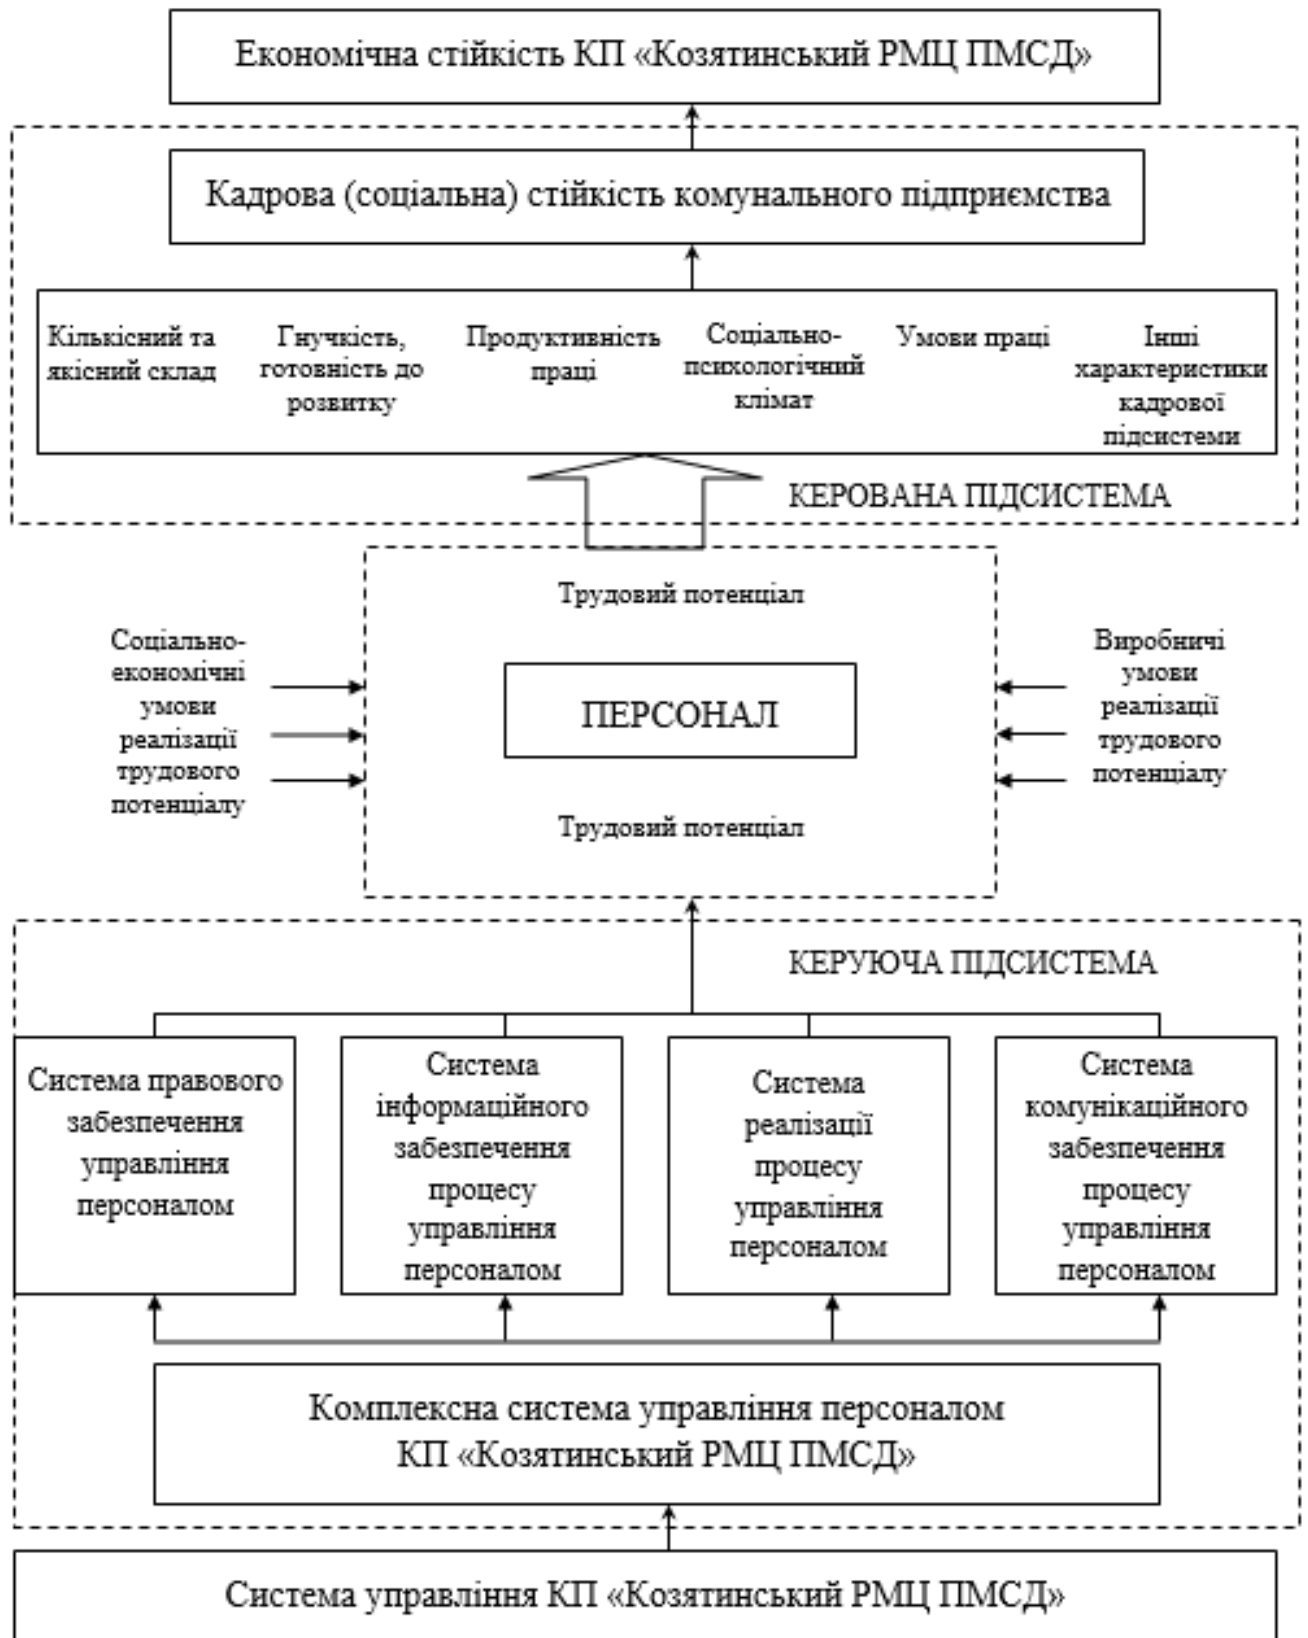 Економічна стійкість КП «Козятинський РМЦ ПМСД»
Кадрова (соціальна) стійкість комунального підприємства
Кількісний та
якісний склад
Гнучкість,
готовність до
розвитку
Продуктивність
праці
Соціально-
психологічний
клімат
Умови праці
Інші
характеристики
кадрової
підсистеми
КЕРОВАНА ПІДСИСТЕМА
Трудовий потенціал
Соціально-
економічні
умови
реалізації
трудового
потенціалу
ПЕРСОНАЛ
Виробничі
умови
реалізації
трудового
потенціалу
Трудовий потенціал
КЕРУЮЧА ПІДСИСТЕМА
Система правового
забезпечення
управління
персоналом
Система
інформаційного
забезпечення
процесу
управління
персоналом
Система
реалізації
процесу
управління
персоналом
Система
комунікаційного
забезпечення
процесу
управління
персоналом
Комплексна система управління персоналом
КП «Козятинський РМЦ ПМСД»
Система управління КП «Козятинський РМЦ ПМСД»